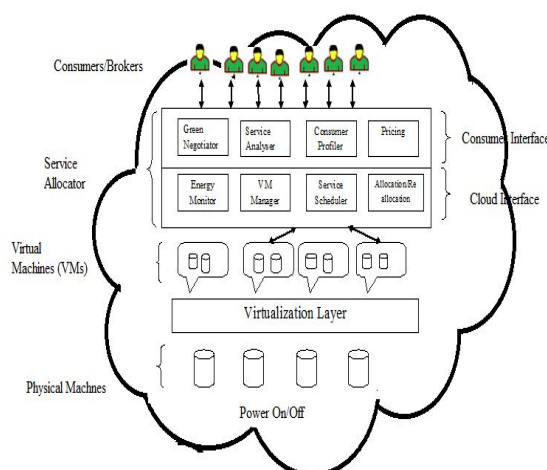 Consumers/Brokers
Green
Negotiator
Service
Analyser
Consumer
Profiler
Pricing
Consumer Interface
Service
Allocator
Energy
Monitor
VM
Manager
Service
Scheduler
Allocation/Re
allocation
Cloud Interface
Virtual
Machines (VMs)
Virtualization Layer
Physical Machnes
Power On/Off